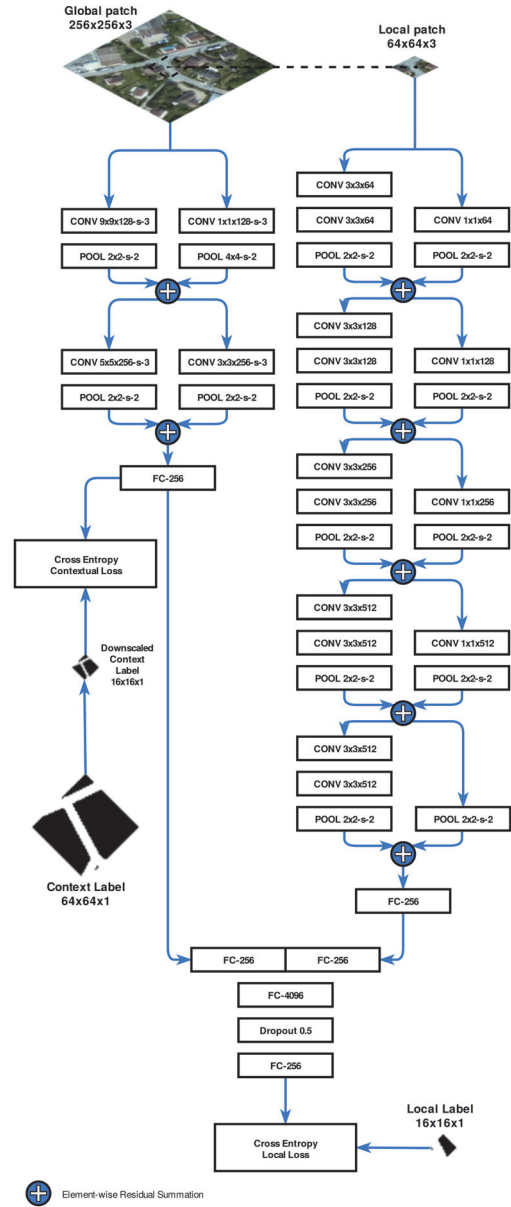 Global patch
256x256x3
Local patch
64x64x3
CONV 9x9x128-s-3
CONV 1x1x128-s-3
POOL 2x2-s-2
POOL 4x4-s-2
CONV 5x5x256-s-3
CONV 3x3x256-s-3
POOL 2x2-s-2
POOL 2x2-s-2
FC-256
Cross Entropy
Contextual Loss
Downscaled
Context
Label
16x16x1
Context Label
64x64x1
CONV 3x3x64
CONV 3x3x64
CONV 1x1x64
POOL 2x2-s-2
POOL 2x2-s-2
CONV 3x3x128
CONV 3x3x128
CONV 1x1x128
POOL 2x2-s-2
POOL 2x2-s-2
CONV 3x3x256
CONV 3x3x256
CONV 1x1x256
POOL 2x2-s-2
POOL 2x2-s-2
CONV 3x3x512
CONV 3x3x512
CONV 1x1x512
POOL 2x2-s-2
POOL 2x2-s-2
CONV 3x3x512
CONV 3x3x512
POOL 2x2-s-2
POOL 2x2-s-2
FC-256
FC-256
FC-256
FC-4096
Dropout 0.5
FC-256
Cross Entropy
Local Loss
Local Label
16x16x1
Element-wise Residual Summation